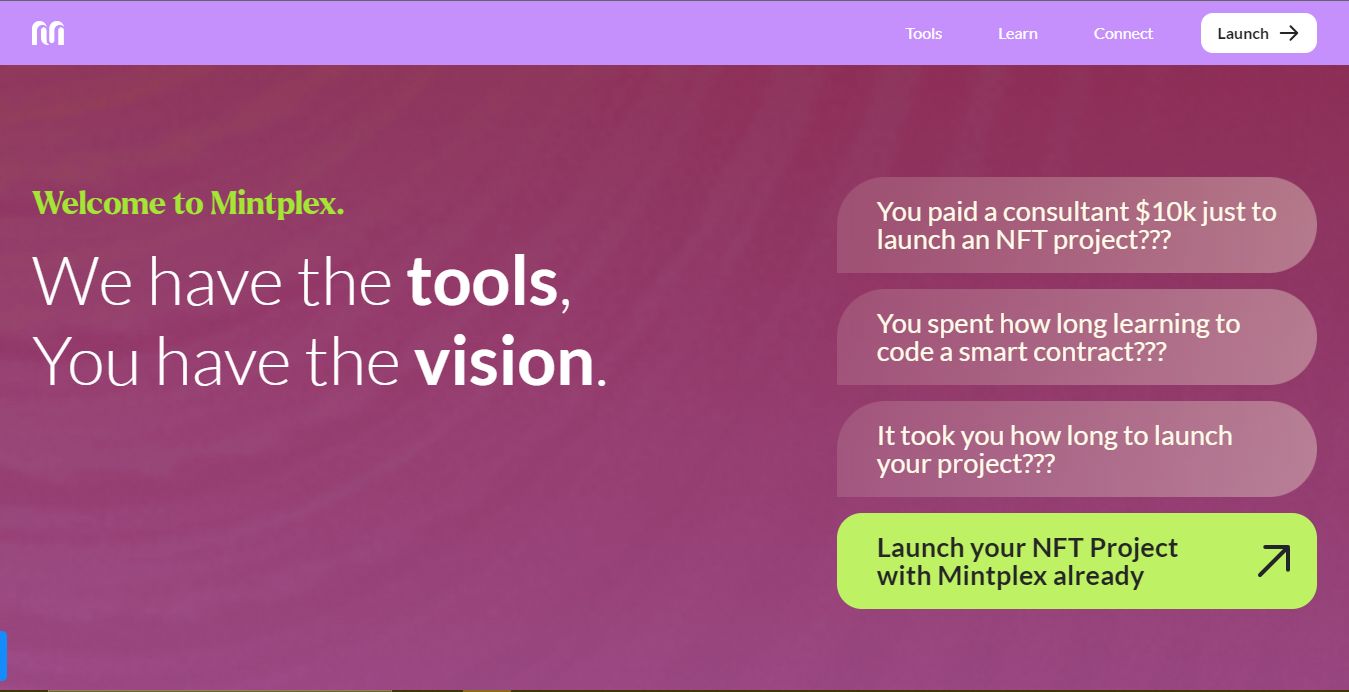 Tools
Learn
Connect
Launch
Welcome to Mintplex.
We have the tools,
You have the vision.
You paid a consultant $10k just to
launch an NFT project???
You spent how long learning to
code a smart contract???
It took you how long to launch
your project???
Launch your NFT Project
with Mintplex already